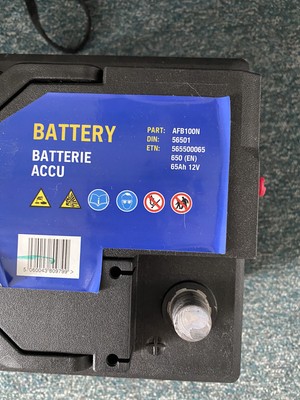 BATTERY
BATTERIE
ACCU
PART: AFB100N
DIN: 56501
ETN: 565500065
650 (EN)
65Ah 12V
+